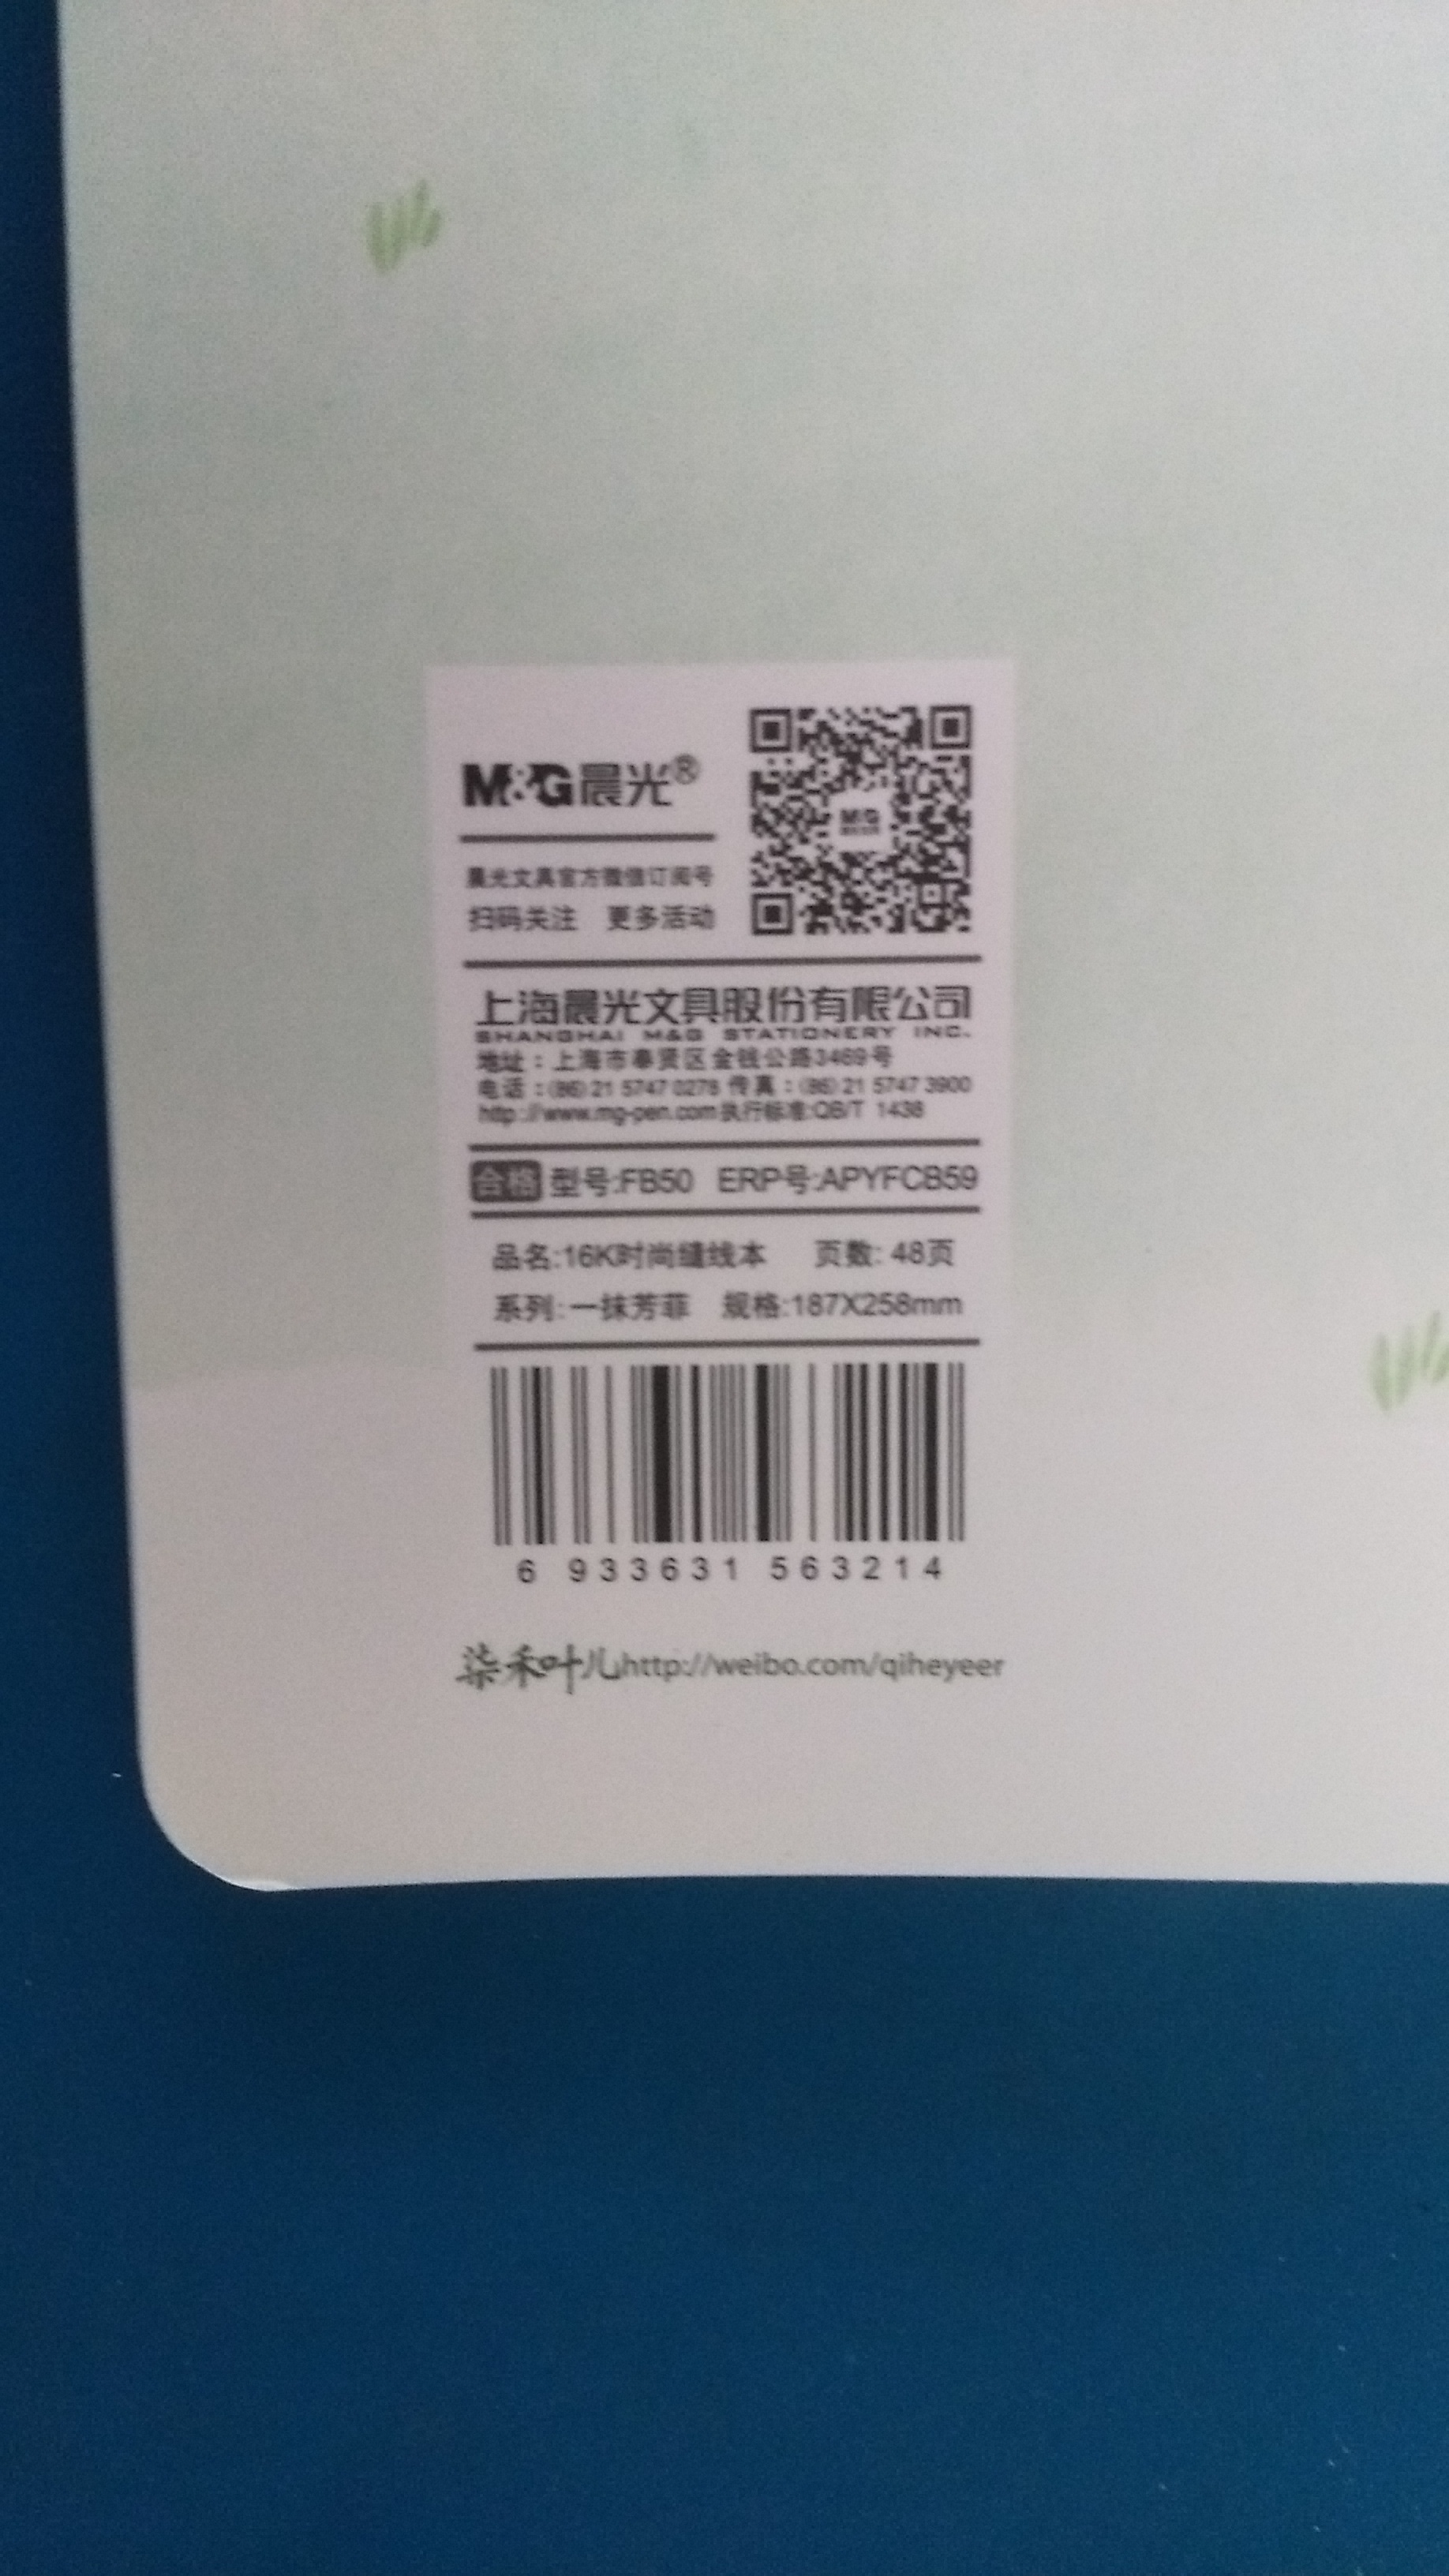 M&G晨光®
M&G
晨光文具官方微信订阅号
扫码关注 更多活动
上海晨光文具股份有限公司
SHANGHAI M&G STATIONERY INC.
地址：上海市奉贤区金钱公路3469号
电话：(86) 21 5747 0278 传真：(86) 21 5747 3900
http://www.mg-pen.com 执行标准:QB/T 1438
合格 型号:FB50 ERP号:APYFCB59
品名:16K时尚缝线本 页数: 48页
系列: 一抹芳菲 规格:187X258mm
6 933631 563214
柒禾叶儿http://weibo.com/qiheyeer